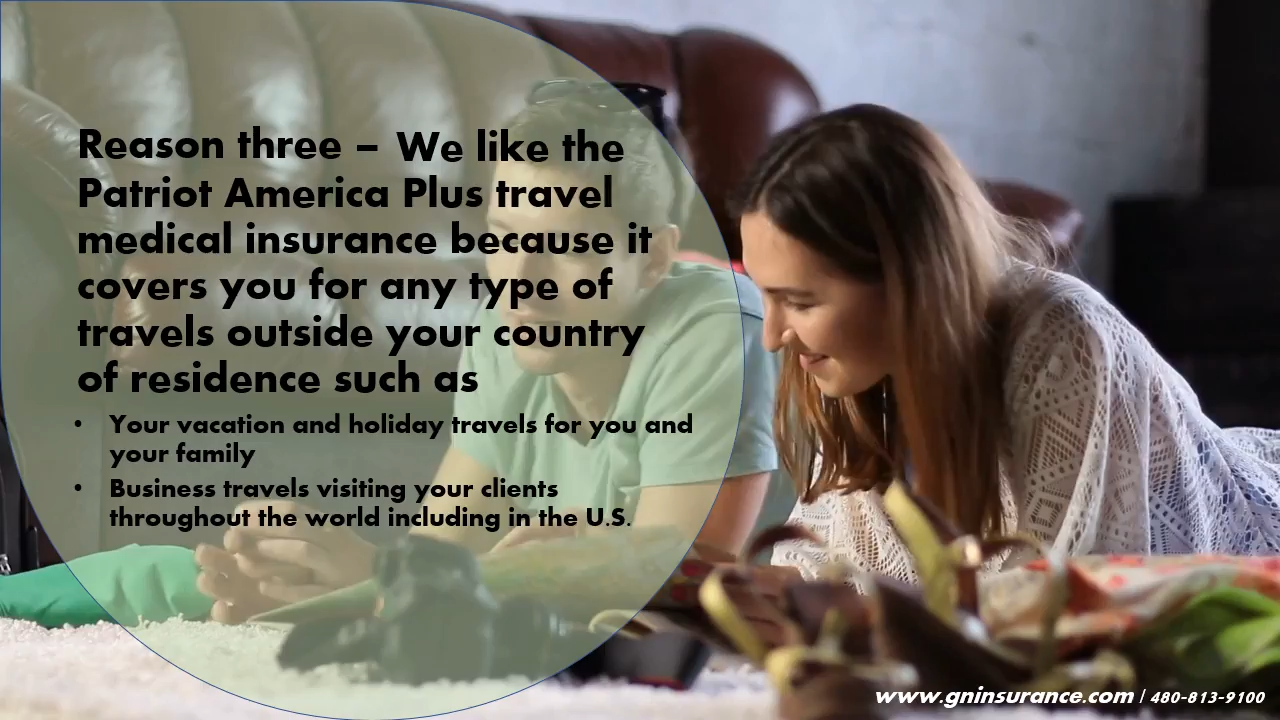 Reason three – We like the
Patriot America Plus travel
medical insurance because it
covers you for any type of
travels outside your country
of residence such as
• Your vacation and holiday travels for you and
your family
• Business travels visiting your clients
throughout the world including in the U.S.
www.gninsurance.com | 480-813-9100